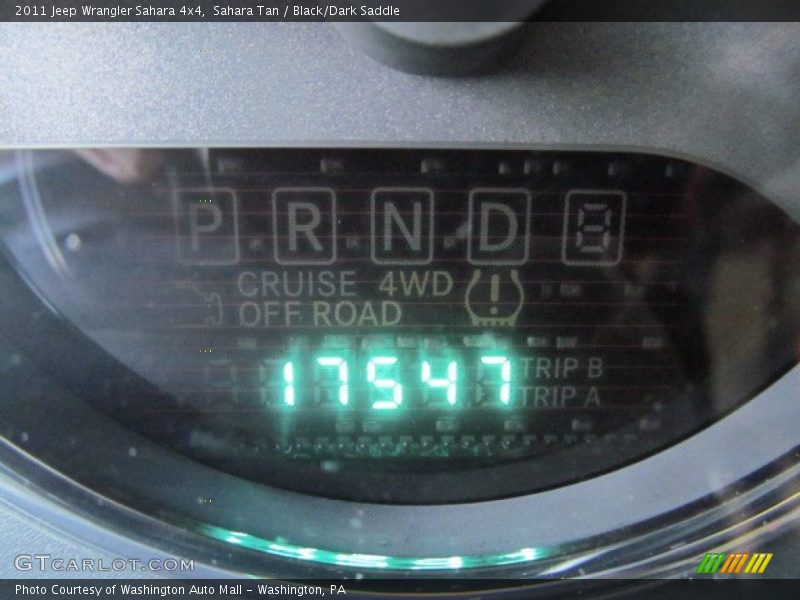 2011 Jeep Wrangler Sahara 4x4, Sahara Tan / Black/Dark Saddle
P R N D 8
CRUISE 4WD
OFF ROAD
17547
TRIP B
TRIP A
GTCARLOT.COM
Photo Courtesy of Washington Auto Mall - Washington, PA